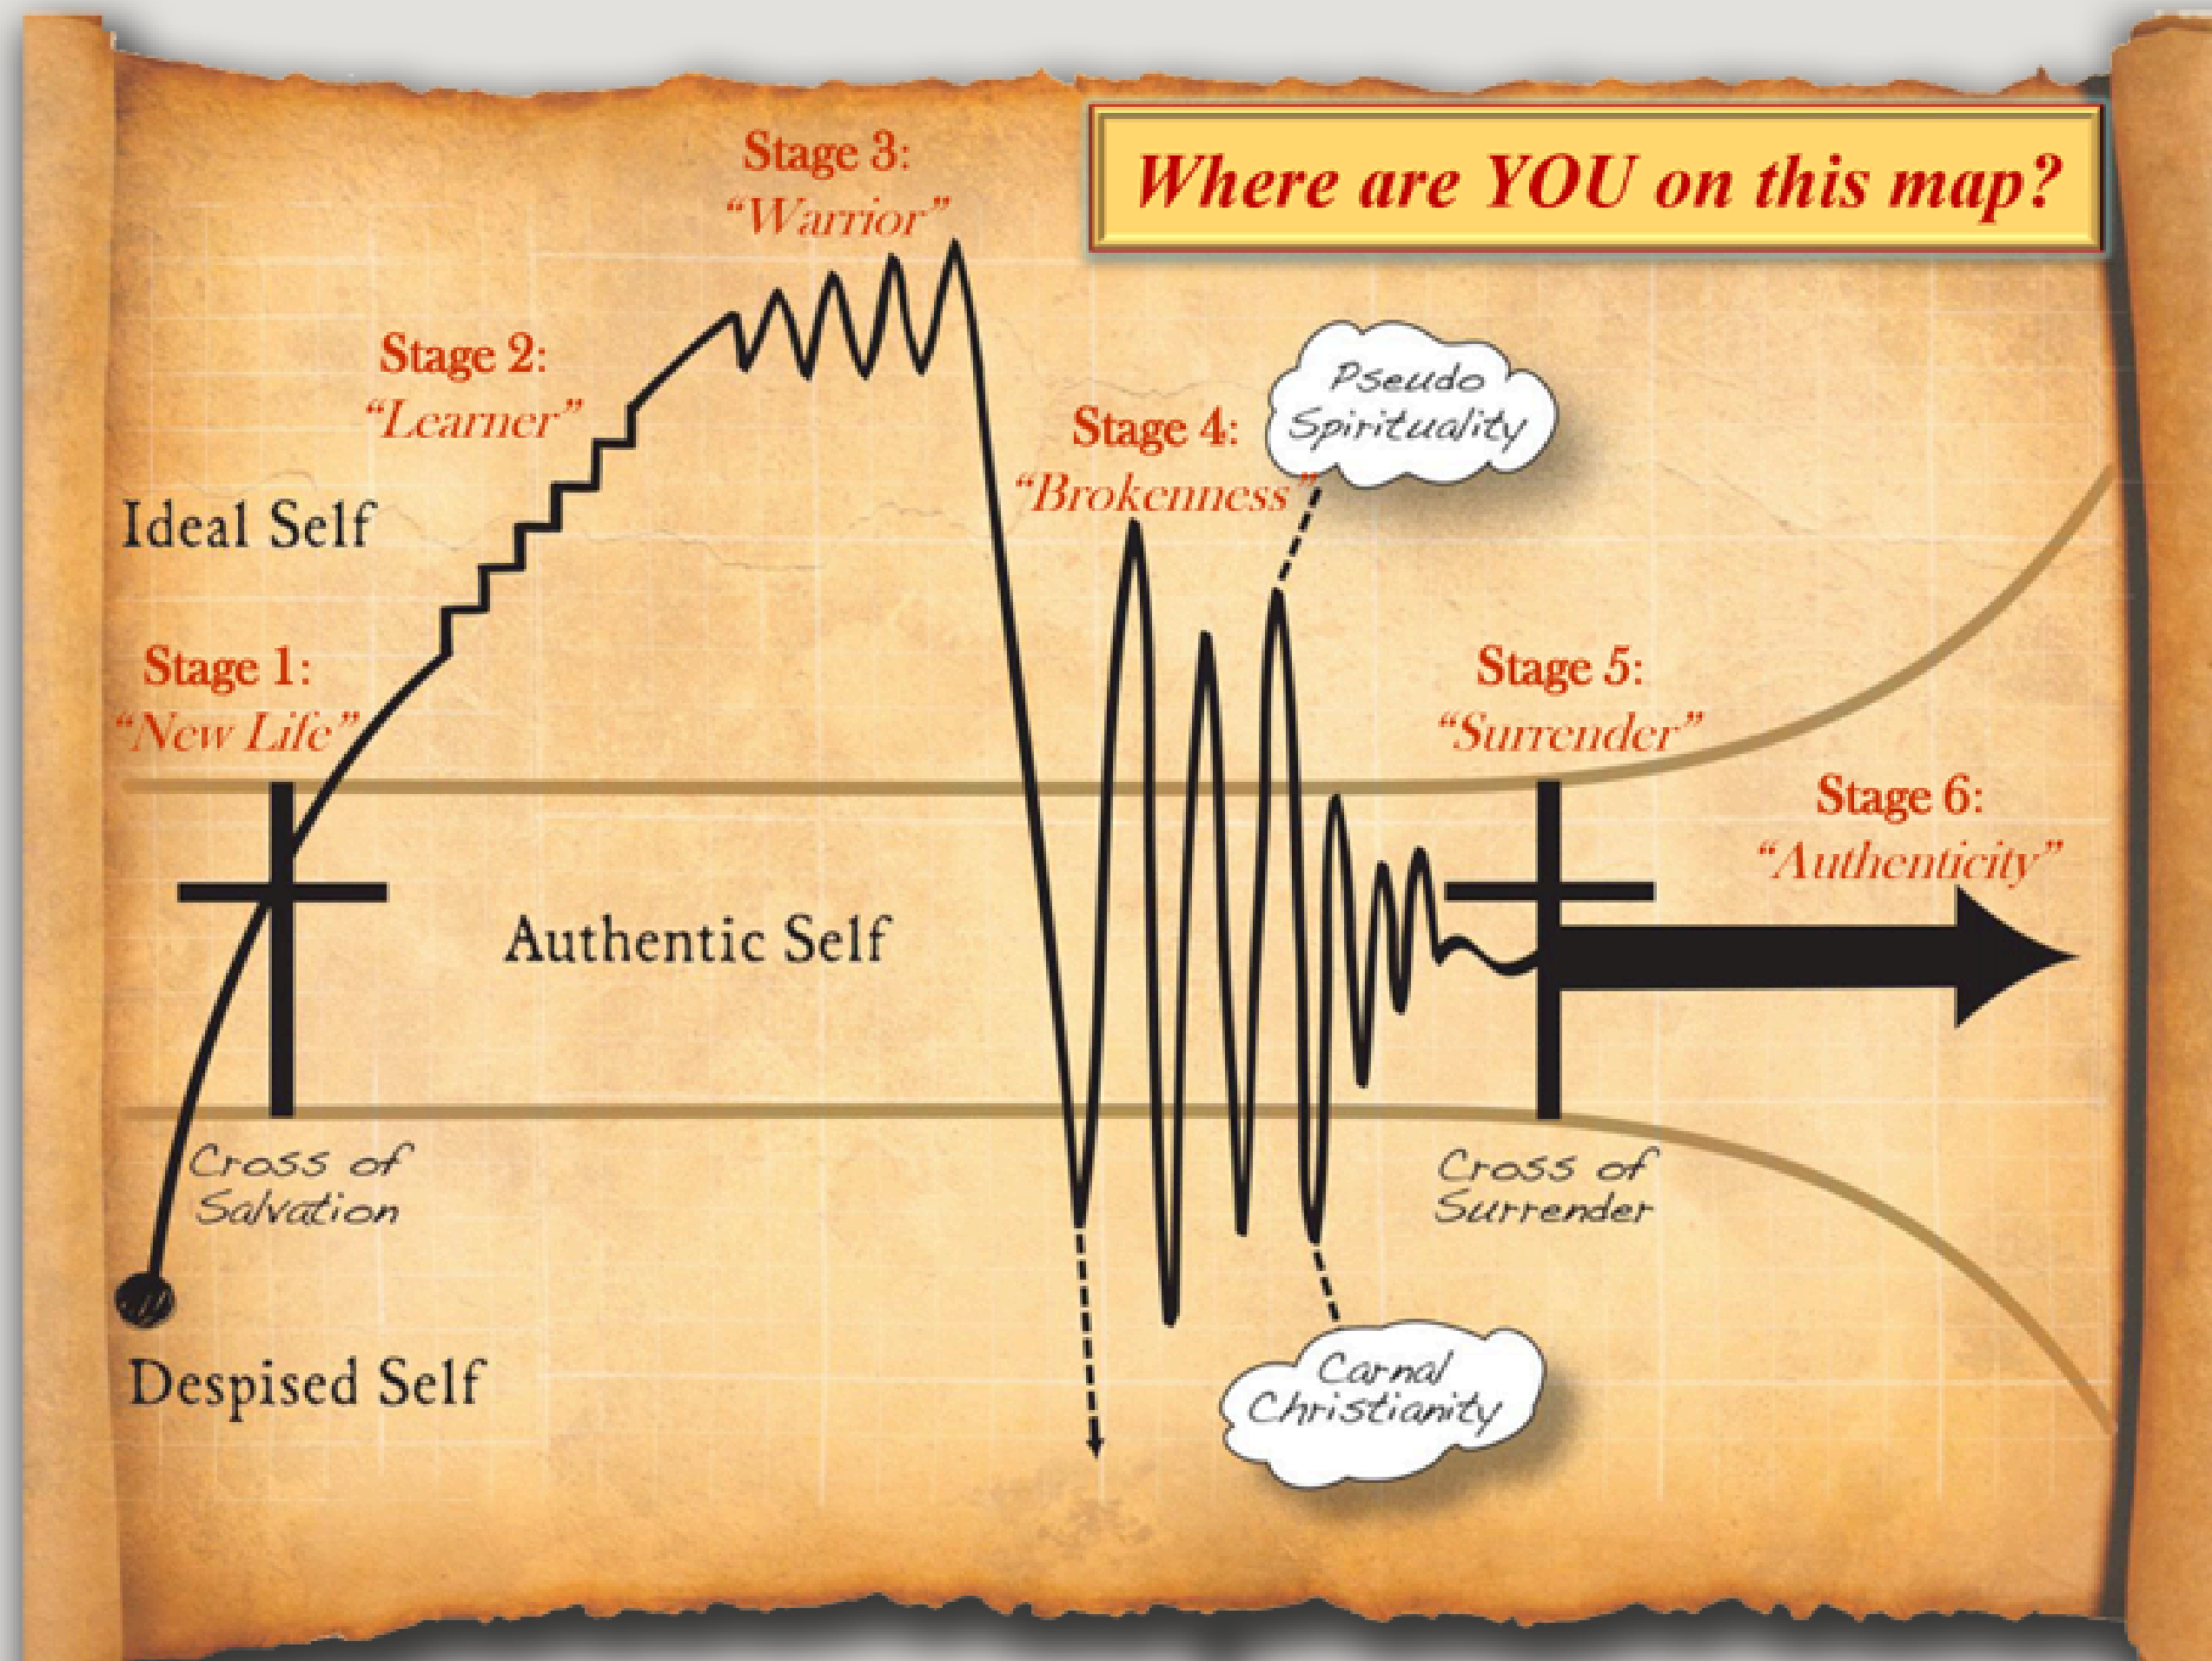 Where are YOU on this map?
Stage 3:
“Warrior”
Stage 2:
“Learner”
Pseudo
Spirituality
Stage 4:
“Brokenness”
Ideal Self
Stage 1:
“New Life”
Stage 5:
“Surrender”
Stage 6:
“Authenticity”
Authentic Self
Cross of
Salvation
Cross of
Surrender
Despised Self
Carnal
Christianity